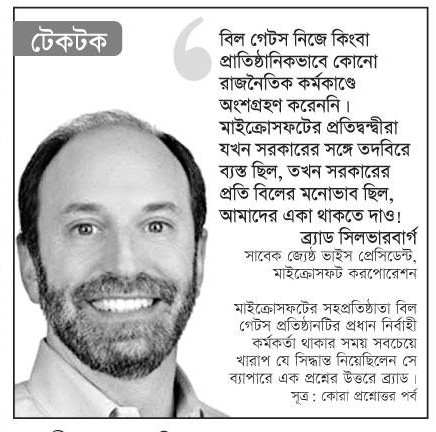 টেকটক
বিল গেটস নিজে কিংবা
প্রাতিষ্ঠানিকভাবে কোনো
রাজনৈতিক কর্মকাণ্ডে
অংশগ্রহণ করেননি।
মাইক্রোসফটের প্রতিদ্বন্দ্বীরা
যখন সরকারের সঙ্গে তদবিরে
ব্যস্ত ছিল, তখন সরকারের
প্রতি বিলের মনোভাব ছিল,
আমাদের একা থাকতে দাও!
ব্র্যাড সিলভারবার্গ
সাবেক জ্যেষ্ঠ ভাইস প্রেসিডেন্ট,
মাইক্রোসফট করপোরেশন
মাইক্রোসফটের সহপ্রতিষ্ঠাতা বিল
গেটস প্রতিষ্ঠানটির প্রধান নির্বাহী
কর্মকর্তা থাকার সময় সবচেয়ে
খারাপ যে সিদ্ধান্ত নিয়েছিলেন সে
ব্যাপারে এক প্রশ্নের উত্তরে ব্র্যাড।
সূত্র : কোরা প্রশ্নোত্তর পর্ব